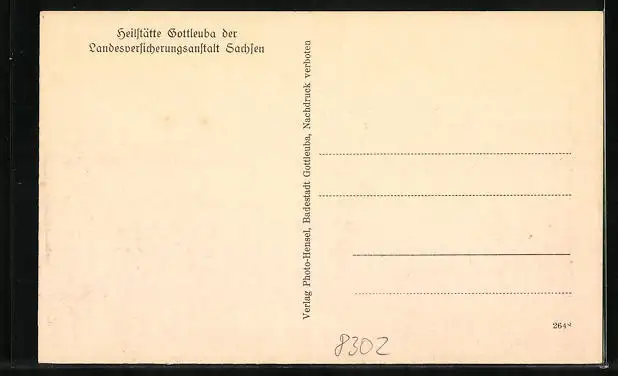 Heilstätte Gottleuba der
Landesversicherungsanstalt Sachsen
Verlag Photo-Hensel, Badestadt Gottleuba, Nachdruck verboten
264
8302